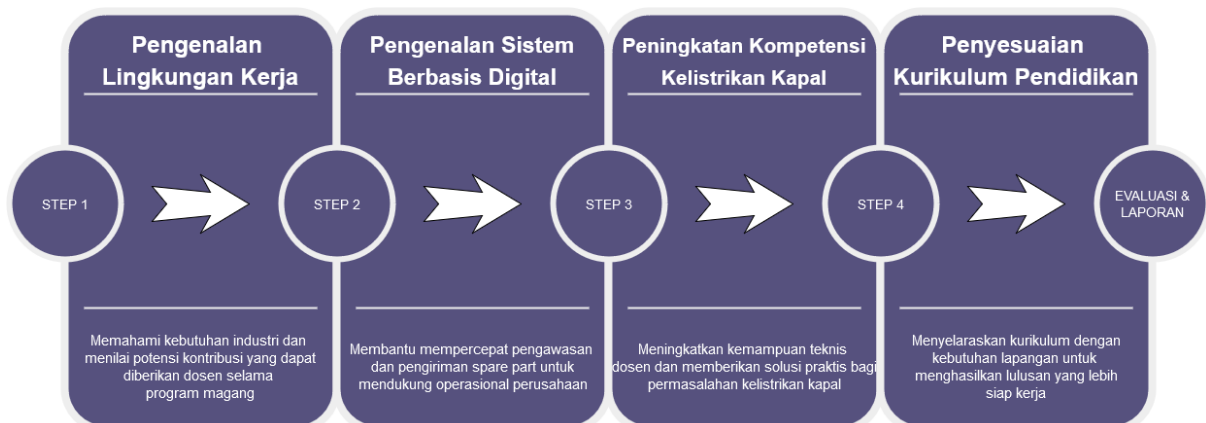 Pengenalan
Lingkungan Kerja
STEP 1
Memahami kebutuhan industri dan
menilai potensi kontribusi yang dapat
diberikan dosen selama
program magang
Pengenalan Sistem
Berbasis Digital
STEP 2
Membantu mempercepat pengawasan
dan pengiriman spare part untuk
mendukung operasional perusahaan
Peningkatan Kompetensi
Kelistrikan Kapal
STEP 3
Meningkatkan kemampuan teknis
dosen dan memberikan solusi praktis bagi
permasalahan kelistrikan kapal
Penyesuaian
Kurikulum Pendidikan
STEP 4
Menyelaraskan kurikulum dengan
kebutuhan lapangan untuk
menghasilkan lulusan yang lebih
siap kerja
EVALUASI &
LAPORAN